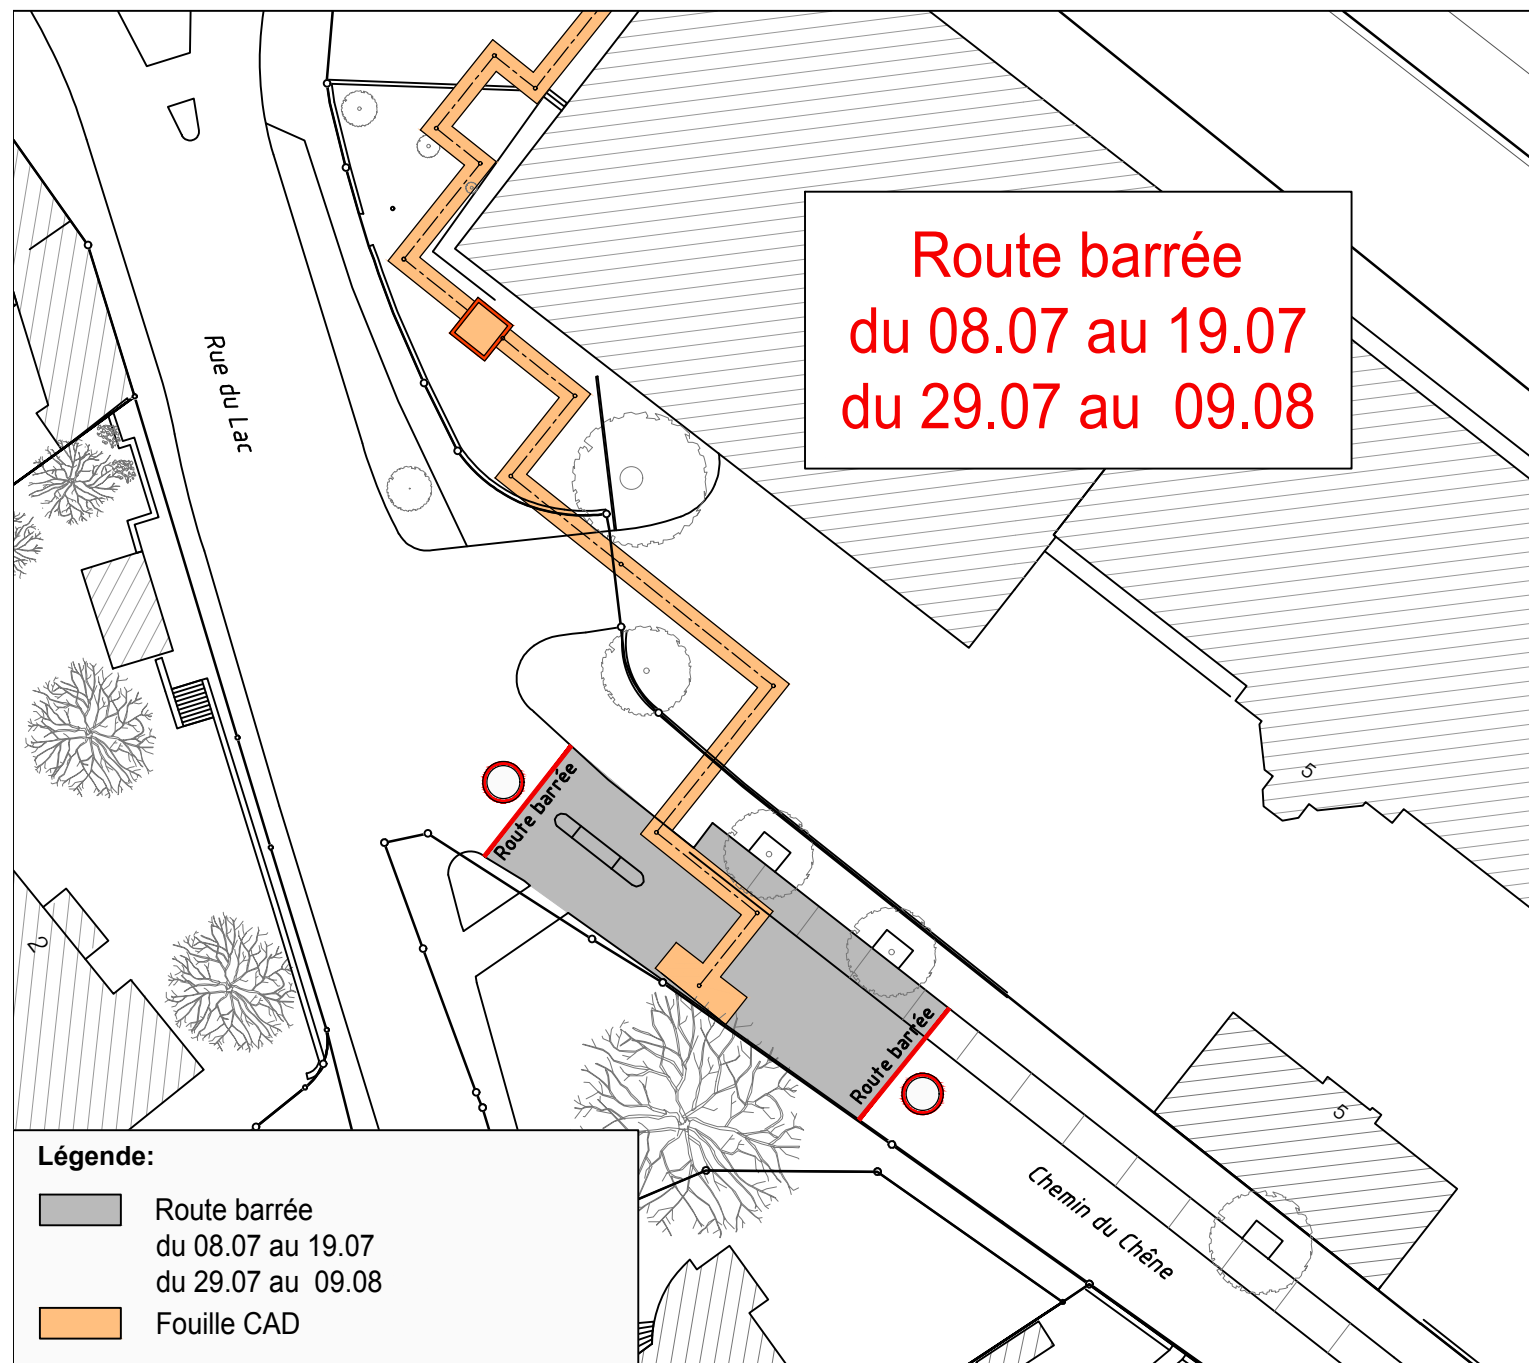 Route barrée
du 08.07 au 19.07
du 29.07 au 09.08
Rue du Lac
Route barrée
5
2
Route barrée
5
Chemin du Chêne
Légende:
Route barrée
du 08.07 au 19.07
du 29.07 au 09.08
Fouille CAD